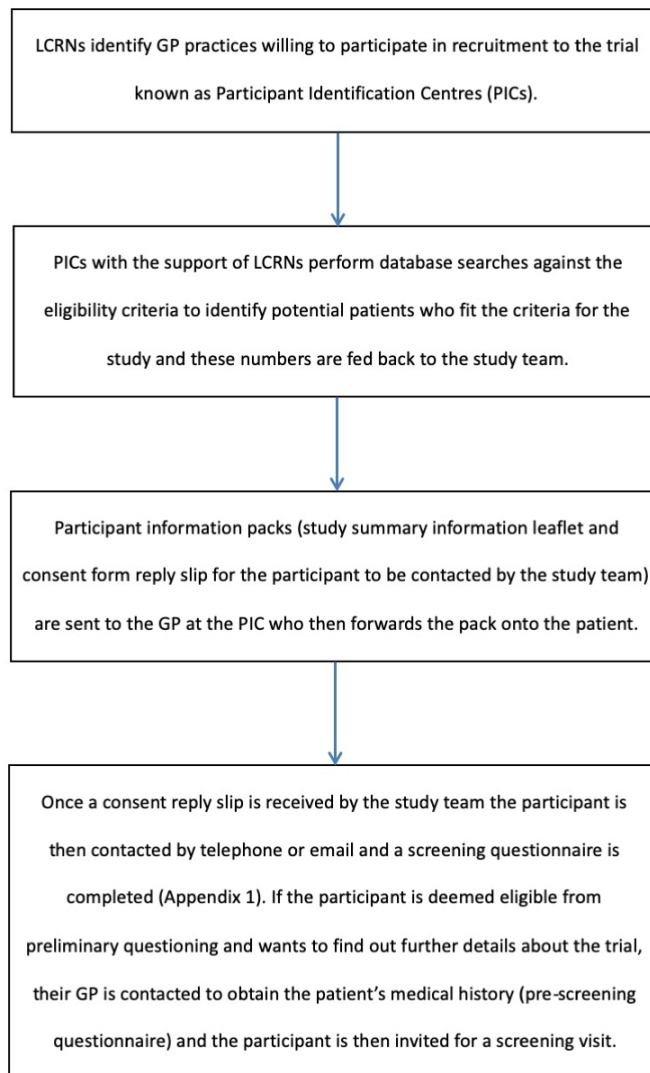 LCRNs identify GP practices willing to participate in recruitment to the trial
known as Participant Identification Centres (PICs).
PICs with the support of LCRNs perform database searches against the
eligibility criteria to identify potential patients who fit the criteria for the
study and these numbers are fed back to the study team.
Participant information packs (study summary information leaflet and
consent form reply slip for the participant to be contacted by the study team)
are sent to the GP at the PIC who then forwards the pack onto the patient.
Once a consent reply slip is received by the study team the participant is
then contacted by telephone or email and a screening questionnaire is
completed (Appendix 1). If the participant is deemed eligible from
preliminary questioning and wants to find out further details about the trial,
their GP is contacted to obtain the patient's medical history (pre-screening
questionnaire) and the participant is then invited for a screening visit.